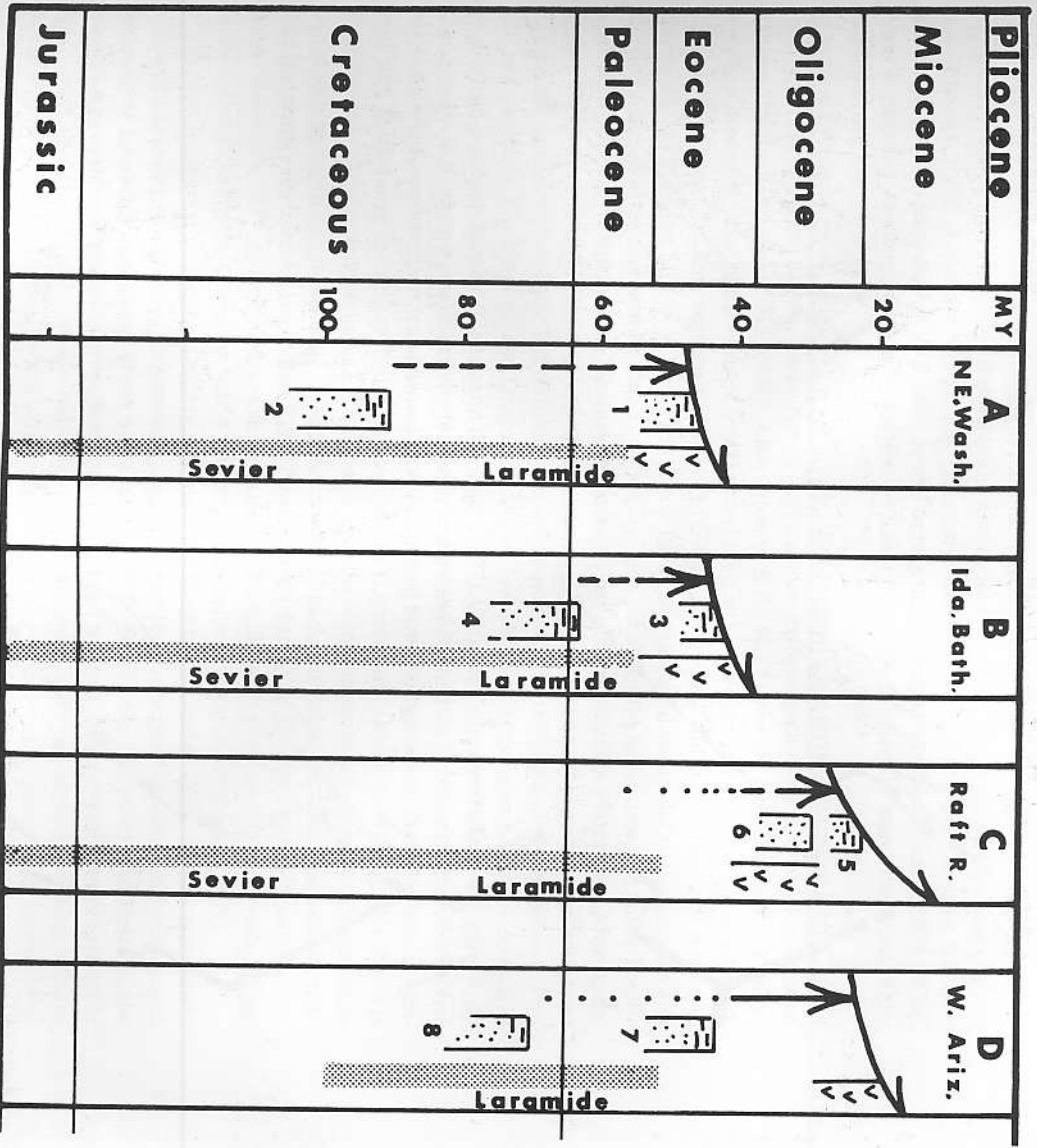 Pliocene
Miocene
Oligocene
Eocene
Paleocene
Cretaceous
Jurassic
MY
20
40
60
80
100
A
NE,Wash,
1
2
Laramide
Sevier
B
Ida, Bath,
3
4
Laramide
Sevier
C
Raft R.
5
6
Laramide
Sevier
D
W. Ariz,
7
8
Laramide